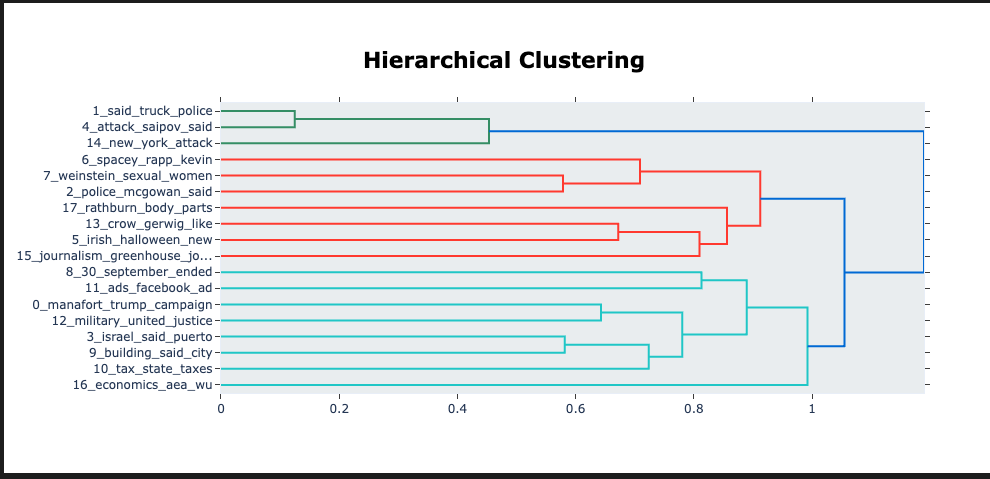 Hierarchical Clustering
1_said_truck_police
4_attack_saipov_said
14_new_york_attack
6_spacey_rapp_kevin
7_weinstein_sexual_women
2_police_mcgowan_said
17_rathburn_body_parts
13_crow_gerwig_like
5_irish_halloween_new
15_journalism_greenhouse_jo...
8_30_september_ended
11_ads_facebook_ad
0_manafort_trump_campaign
12_military_united_justice
3_israel_said_puerto
9_building_said_city
10_tax_state_taxes
16_economics_aea_wu
0 0.2 0.4 0.6 0.8 1